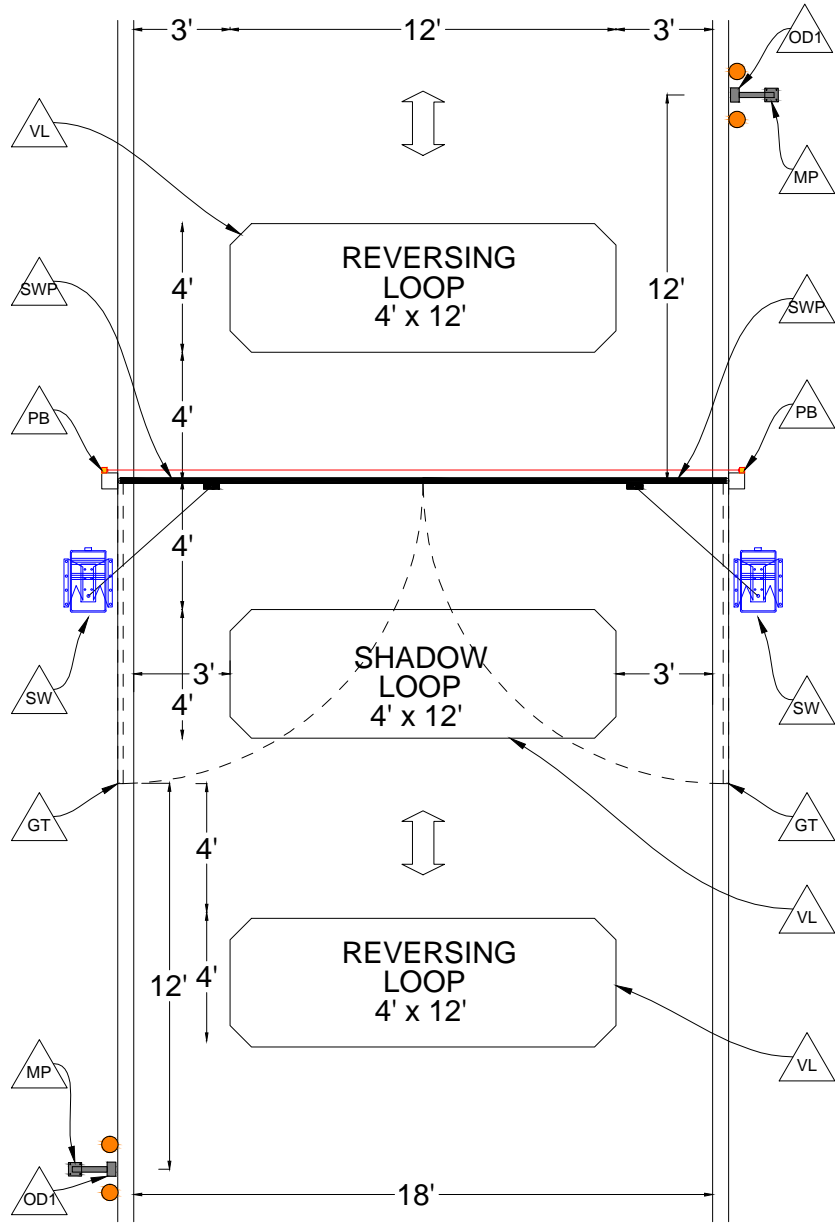 3' 12' 3'
OD1
VL
MP
REVERSING
LOOP
4' x 12'
4'
12'
SWP
SWP
4'
PB
PB
4'
SHADOW
LOOP
4' x 12'
3'
3'
4'
SW
SW
GT
GT
4'
VL
REVERSING
LOOP
4' x 12'
4'
12'
MP
VL
OD1
18'